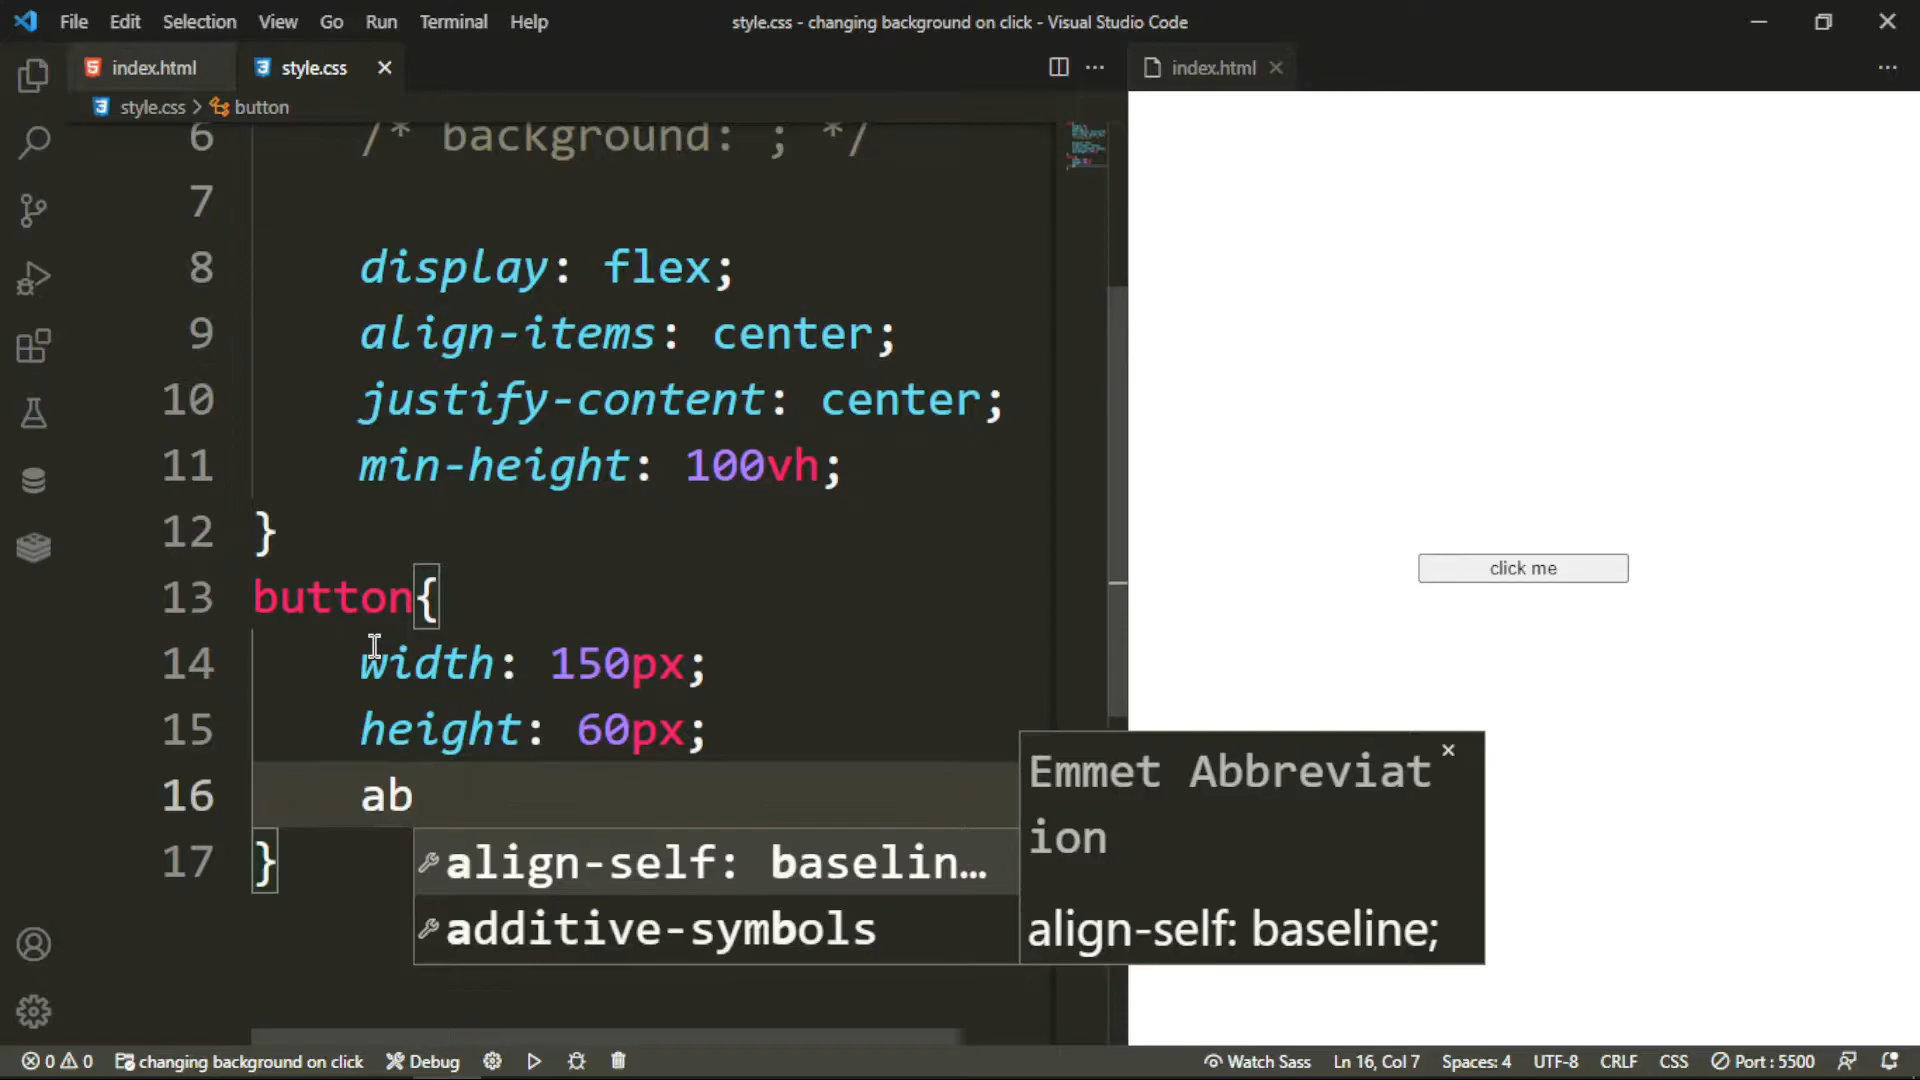 File Edit Selection View Go Run Terminal Help
style.css - changing background on click - Visual Studio Code
index.html
style.css
index.html
style.css > button
6 /* background: ; */
7
8 display: flex;
9 align-items: center;
10 justify-content: center;
11 min-height: 100vh;
12 }
13 button{
14 width: 150px;
15 height: 60px;
16 ab
17 }
align-self: baselin…
additive-symbols
Emmet Abbreviat
ion
align-self: baseline;
click me
0 0 changing background on click Debug
Watch Sass Ln 16, Col 7 Spaces: 4 UTF-8 CRLF CSS Port : 5500